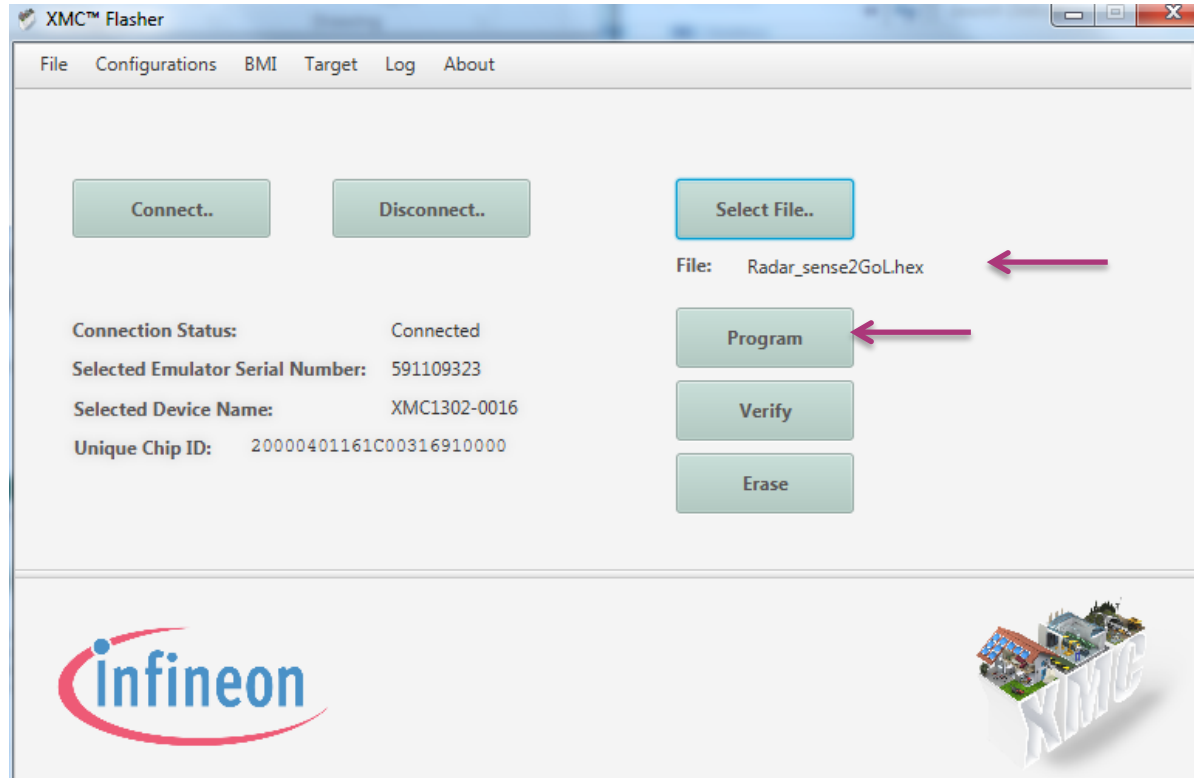 XMC™ Flasher
File Configurations BMI Target Log About
Connect.. Disconnect.. Select File..
File: Radar_sense2GoL.hex
Connection Status: Connected
Program
Selected Emulator Serial Number: 591109323
Selected Device Name: XMC1302-0016
Verify
Unique Chip ID: 20000401161C00316910000
Erase
infineon
XMC